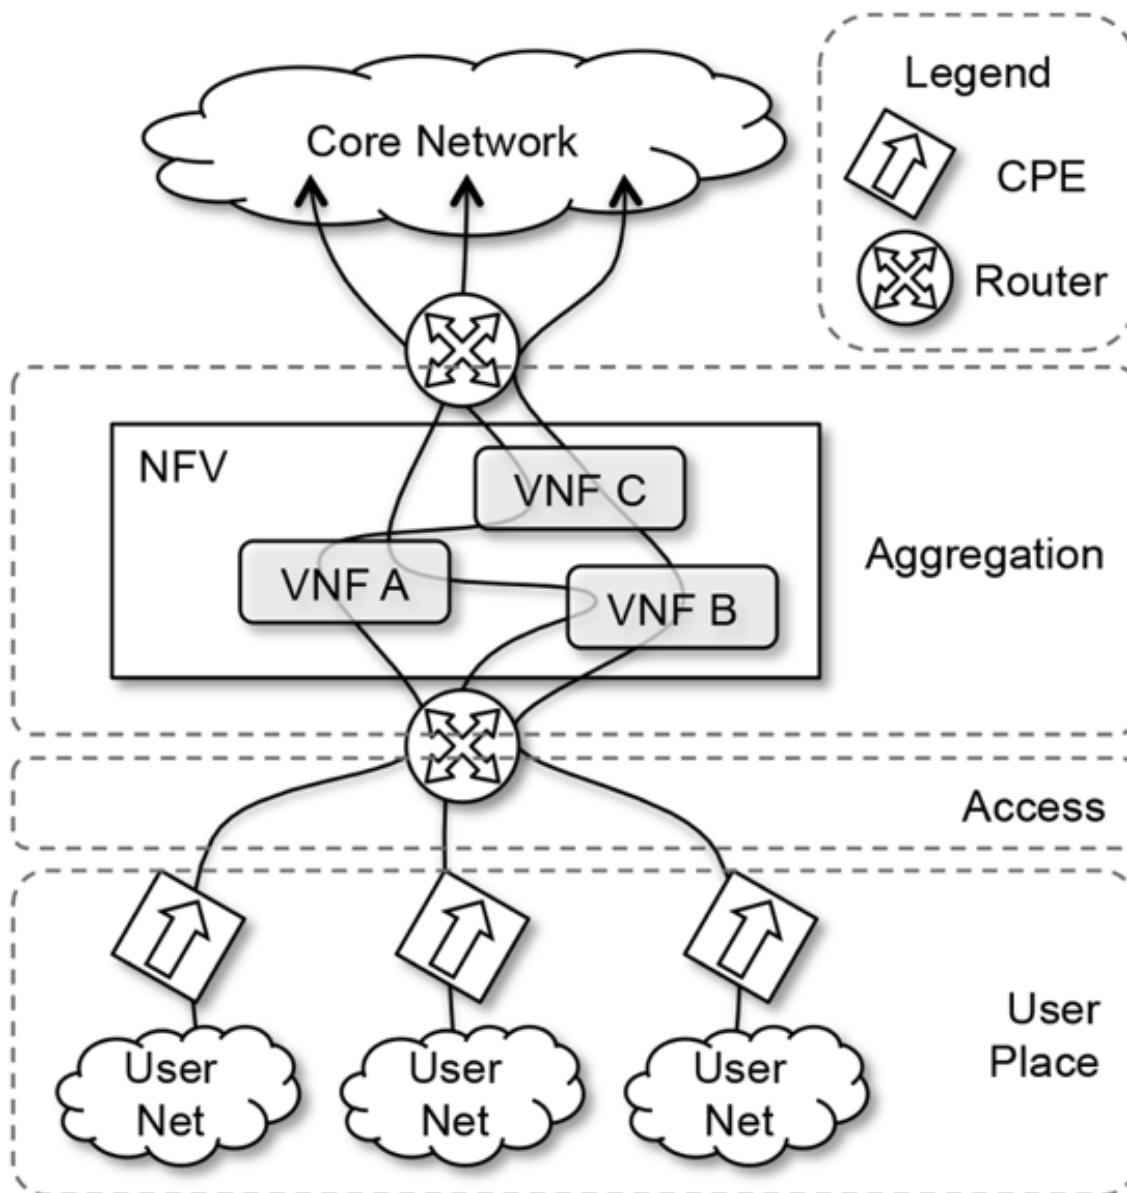 Legend
CPE
Router
Core Network
NFV
VNF C
VNF A
VNF B
Aggregation
Access
User
Net
User
Net
User
Net
User
Place